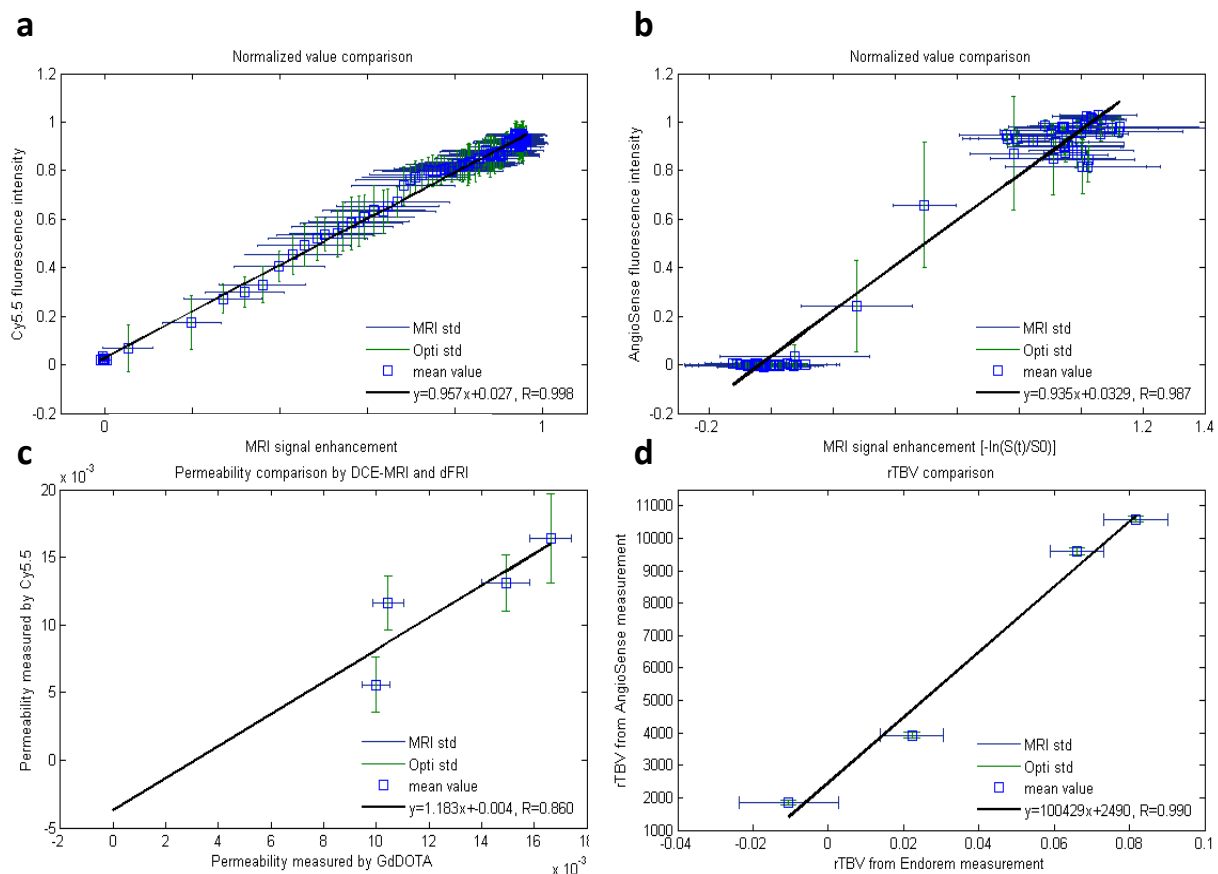 a
Normalized value comparison
1.2
1
0.8
0.6
0.4
0.2
0
-0.2
Cy5.5 fluorescence intensity
MRI std
Opti std
mean value
y=0.957x+0.027, R=0.998
0
1
MRI signal enhancement
b
Normalized value comparison
1.2
1
0.8
0.6
0.4
0.2
0
-0.2
AngioSense fluorescence intensity
MRI std
Opti std
mean value
y=0.935x+0.0329, R=0.987
-0.2
1.2
1.4
MRI signal enhancement [-ln(S(t)/S0)]
c
Permeability comparison by DCE-MRI and dFRI
x 10⁻³
20
15
10
5
0
-5
Permeability measured by Cy5.5
MRI std
Opti std
mean value
y=1.183x+-0.004, R=0.860
-2
0
2
4
6
8
10
12
14
16
18
Permeability measured by GdDOTA
x 10⁻³
d
rTBV comparison
11000
10000
9000
8000
7000
6000
5000
4000
3000
2000
1000
rTBV from AngioSense measurement
MRI std
Opti std
mean value
y=100429x+2490, R=0.990
-0.04
-0.02
0
0.02
0.04
0.06
0.08
0.1
rTBV from Endorem measurement